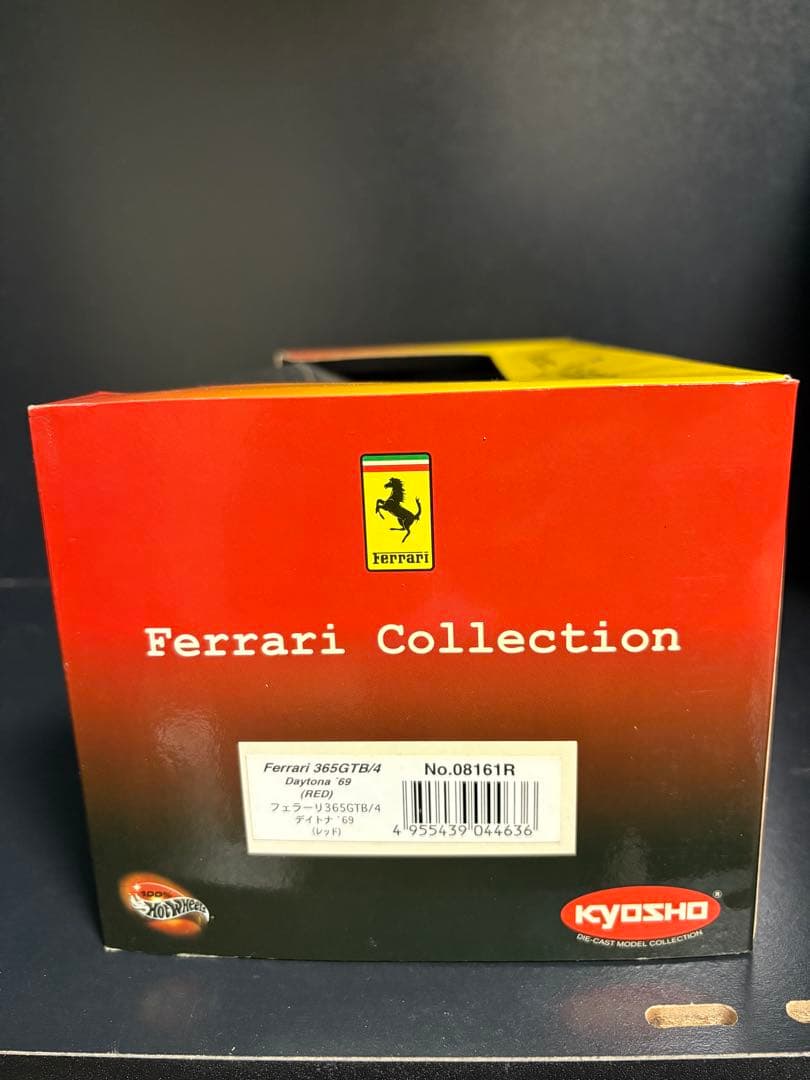 Ferrari
Ferrari Collection
Ferrari 365GTB/4
Daytona `69
(RED)
フェラーリ365GTB/4
デイトナ`69
(レッド)
No.08161R
4 955439 044636
100%
Hot Wheels
KYOSHO®
DIE-CAST MODEL COLLECTION